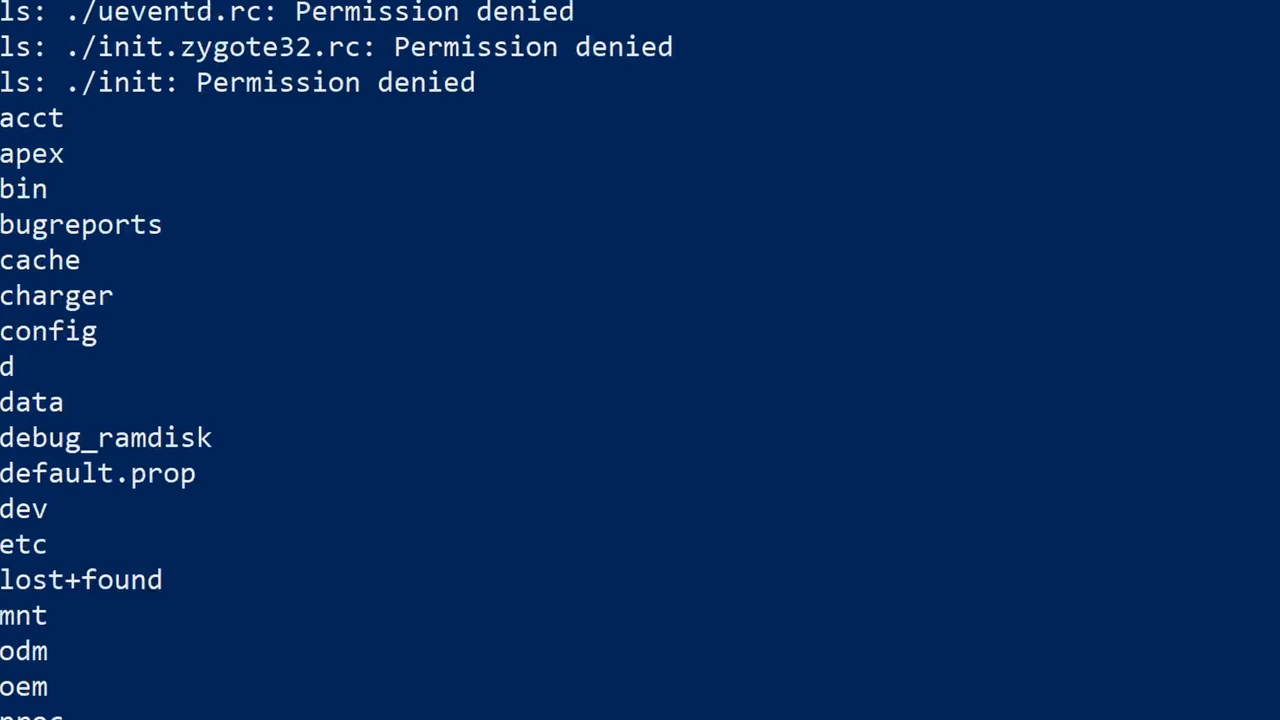 ls: ./ueventd.rc: Permission denied
ls: ./init.zygote32.rc: Permission denied
ls: ./init: Permission denied
acct
apex
bin
bugreports
cache
charger
config
d
data
debug_ramdisk
default.prop
dev
etc
lost+found
mnt
odm
oem